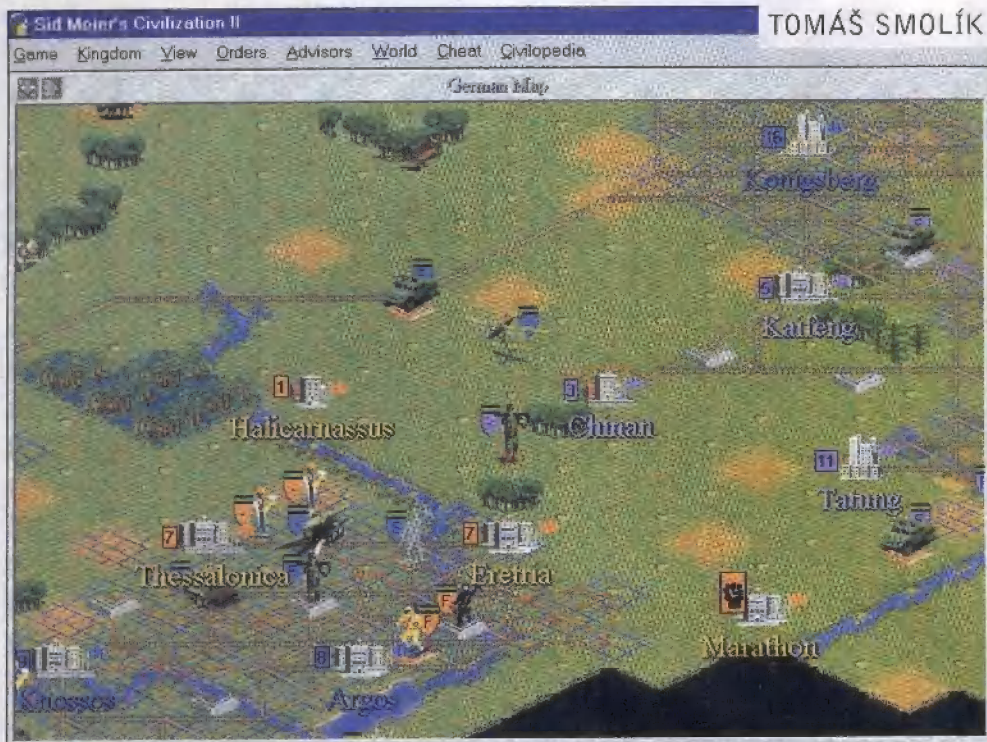 Sid Meier's Civilization II
TOMÁŠ SMOLÍK
Game Kingdom View Orders Advisors World Cheat Civilopedia
German Map
16
Konigsberg
5
Kaifeng
1
Halicarnassus
3
Chinan
11
Tatung
7
Thessalonica
7
Eretria
F
F
Marathon
Knossos
8
Argos